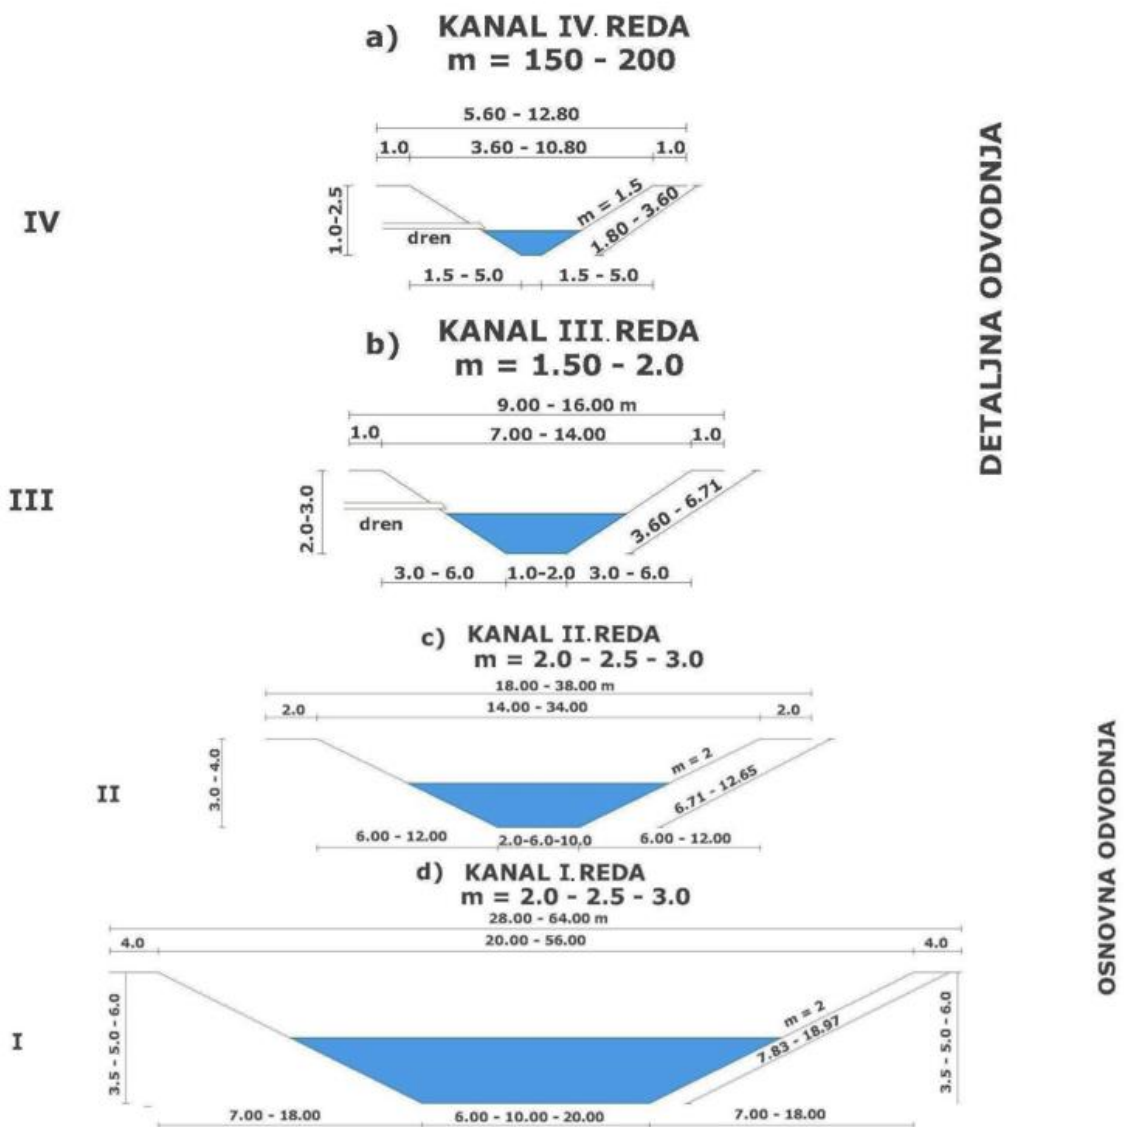 a) KANAL IV. REDA
m = 150 - 200
5.60 - 12.80
1.0 3.60 - 10.80 1.0
IV
1.0-2.5
m = 1.5
1.80 - 3.60
dren
1.5 - 5.0 1.5 - 5.0
b) KANAL III. REDA
m = 1.50 - 2.0
9.00 - 16.00 m
1.0 7.00 - 14.00 1.0
III
2.0-3.0
3.60 - 6.71
dren
3.0 - 6.0 1.0-2.0 3.0 - 6.0
DETALJNA ODVODNJA
c) KANAL II. REDA
m = 2.0 - 2.5 - 3.0
18.00 - 38.00 m
2.0 14.00 - 34.00 2.0
II
3.0 - 4.0
m = 2
6.71 - 12.65
6.00 - 12.00 2.0-6.0-10.0 6.00 - 12.00
d) KANAL I. REDA
m = 2.0 - 2.5 - 3.0
28.00 - 64.00 m
4.0 20.00 - 56.00 4.0
I
3.5 - 5.0 - 6.0
m = 2
7.83 - 18.97
3.5 - 5.0 - 6.0
7.00 - 18.00 6.00 - 10.00 - 20.00 7.00 - 18.00
OSNOVNA ODVODNJA